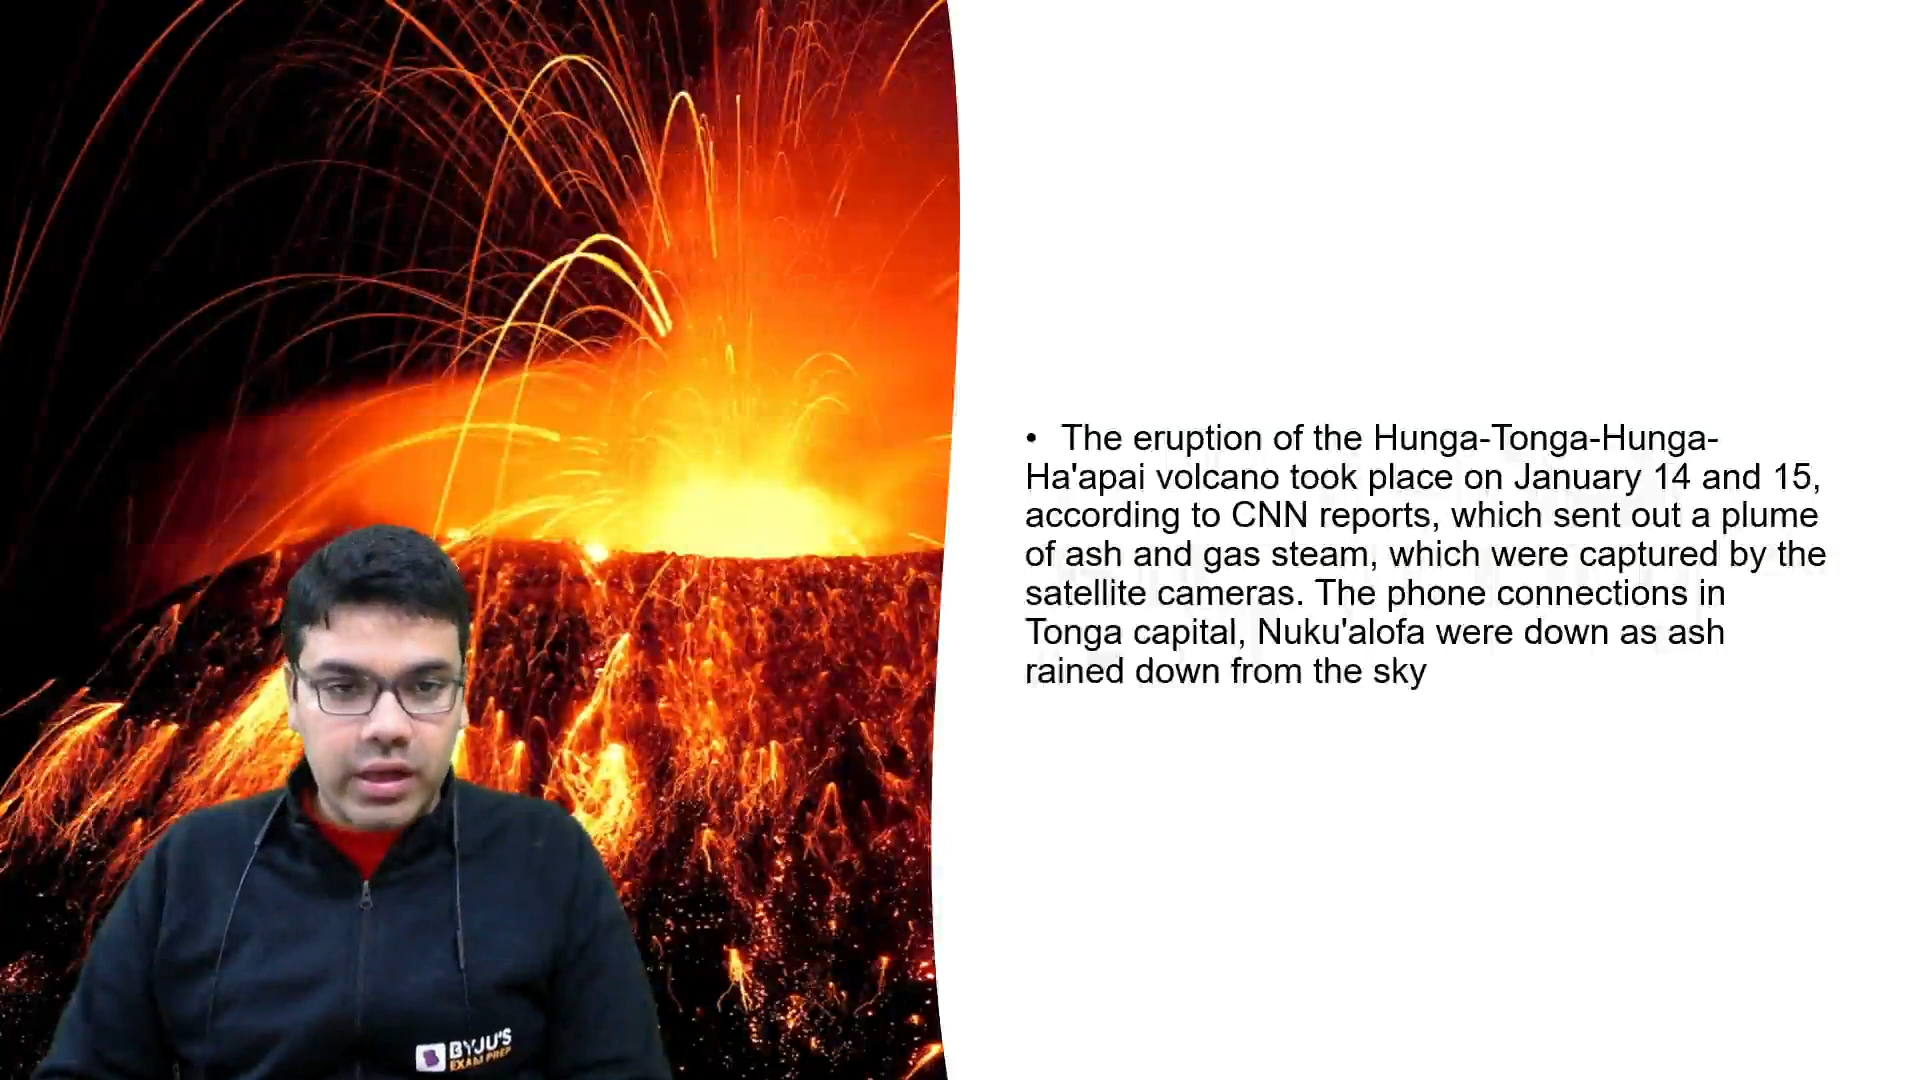 • The eruption of the Hunga-Tonga-Hunga-
Ha'apai volcano took place on January 14 and 15,
according to CNN reports, which sent out a plume
of ash and gas steam, which were captured by the
satellite cameras. The phone connections in
Tonga capital, Nuku'alofa were down as ash
rained down from the sky
BYJU'S
EXAM PREP